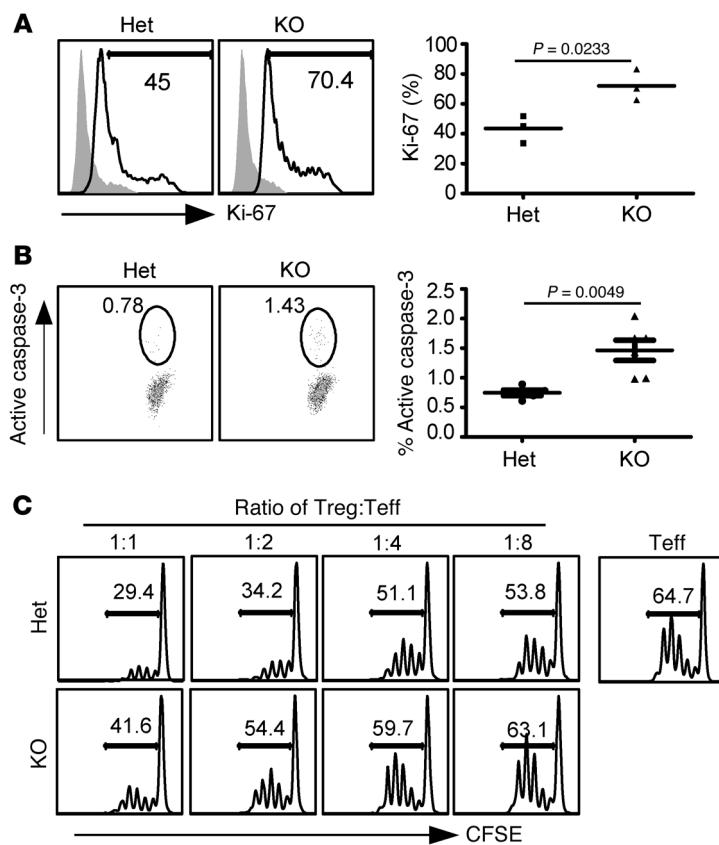 A
Het KO
45 70.4
Ki-67
Ki-67 (%)
100
80
60
40
20
0
P = 0.0233
Het KO
B
Het KO
0.78 1.43
Active caspase-3
% Active caspase-3
2.5
2.0
1.5
1.0
0.5
0.0
P = 0.0049
Het KO
C
Ratio of Treg:Teff
1:1 1:2 1:4 1:8 Teff
Het
29.4 34.2 51.1 53.8 64.7
KO
41.6 54.4 59.7 63.1
CFSE